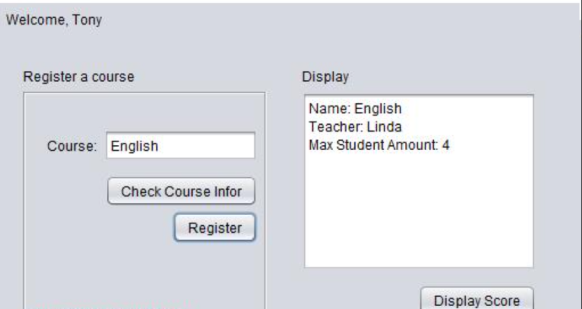 Welcome, Tony
Register a course
Display
Name: English
Teacher: Linda
Max Student Amount: 4
Course: English
Check Course Infor
Register
Display Score